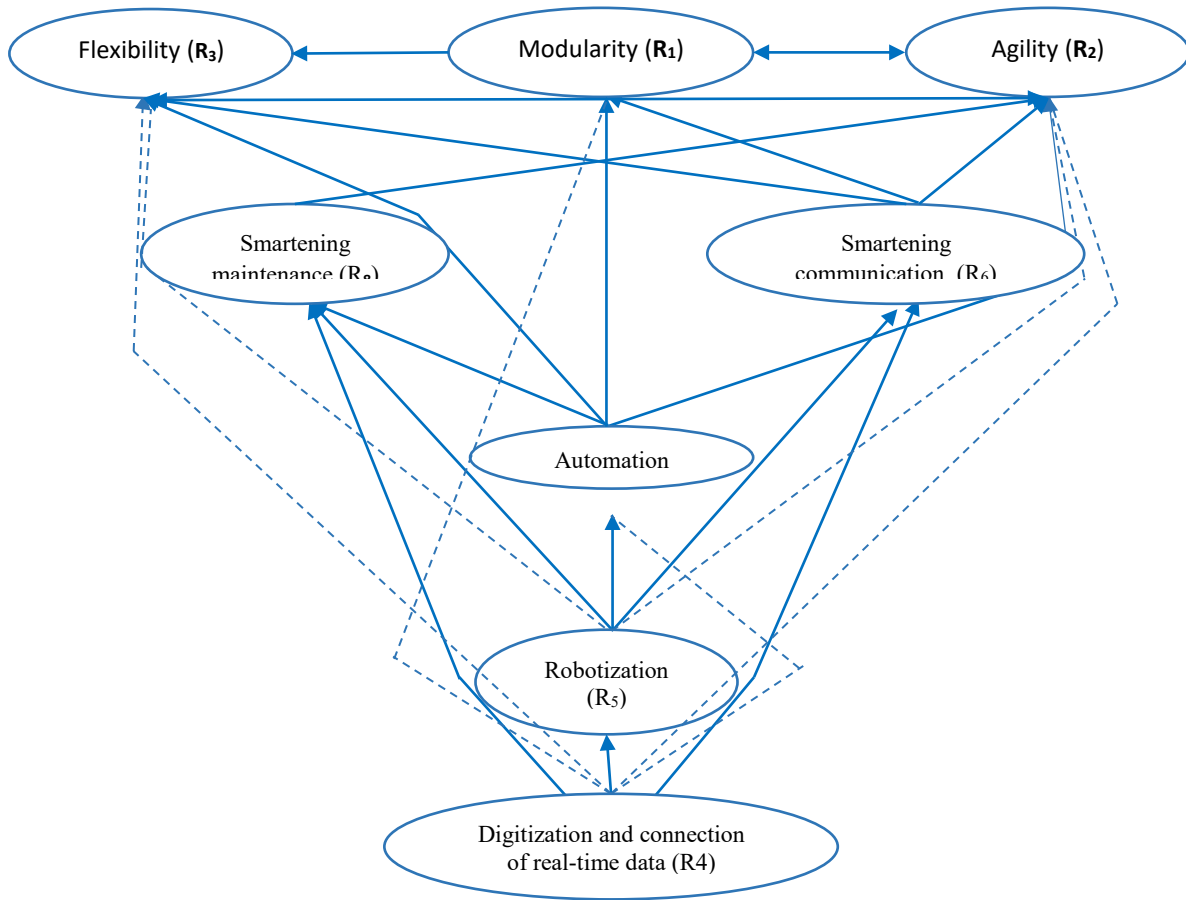 Flexibility (R₃)
Modularity (R₁)
Agility (R₂)
Smartening
maintenance
Smartening
communication (R₆)
Automation
Robotization
(R₅)
Digitization and connection
of real-time data (R4)